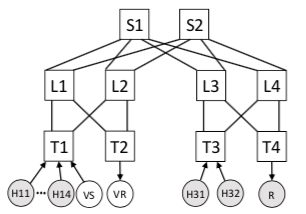 S1 S2
L1 L2 L3 L4
T1 T2 T3 T4
H11 ••• H14 VS VR H31 H32 R